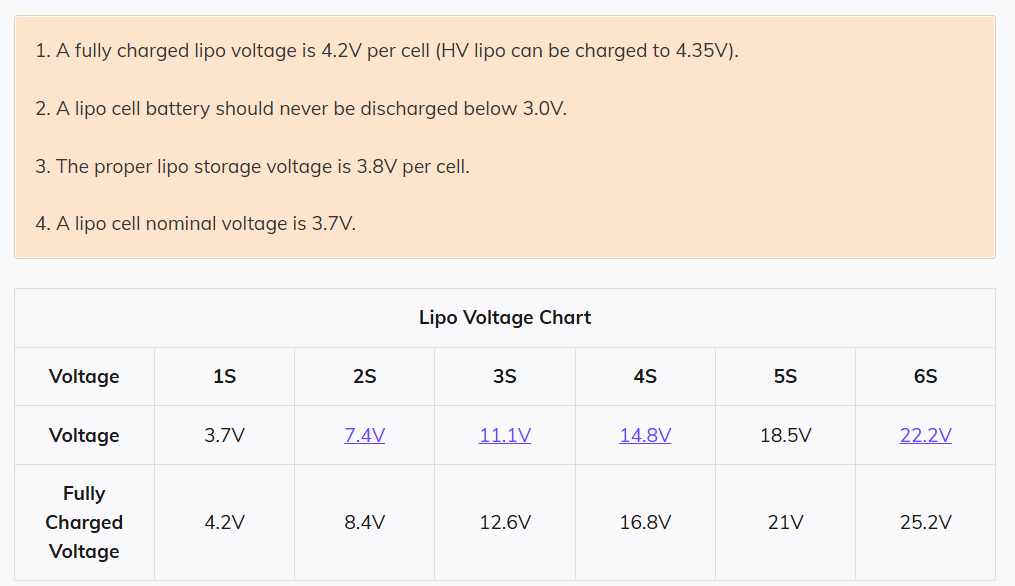 1. A fully charged lipo voltage is 4.2V per cell (HV lipo can be charged to 4.35V).
2. A lipo cell battery should never be discharged below 3.0V.
3. The proper lipo storage voltage is 3.8V per cell.
4. A lipo cell nominal voltage is 3.7V.
Lipo Voltage Chart
Voltage 1S 2S 3S 4S 5S 6S
Voltage 3.7V 7.4V 11.1V 14.8V 18.5V 22.2V
Fully
Charged 4.2V 8.4V 12.6V 16.8V 21V 25.2V
Voltage